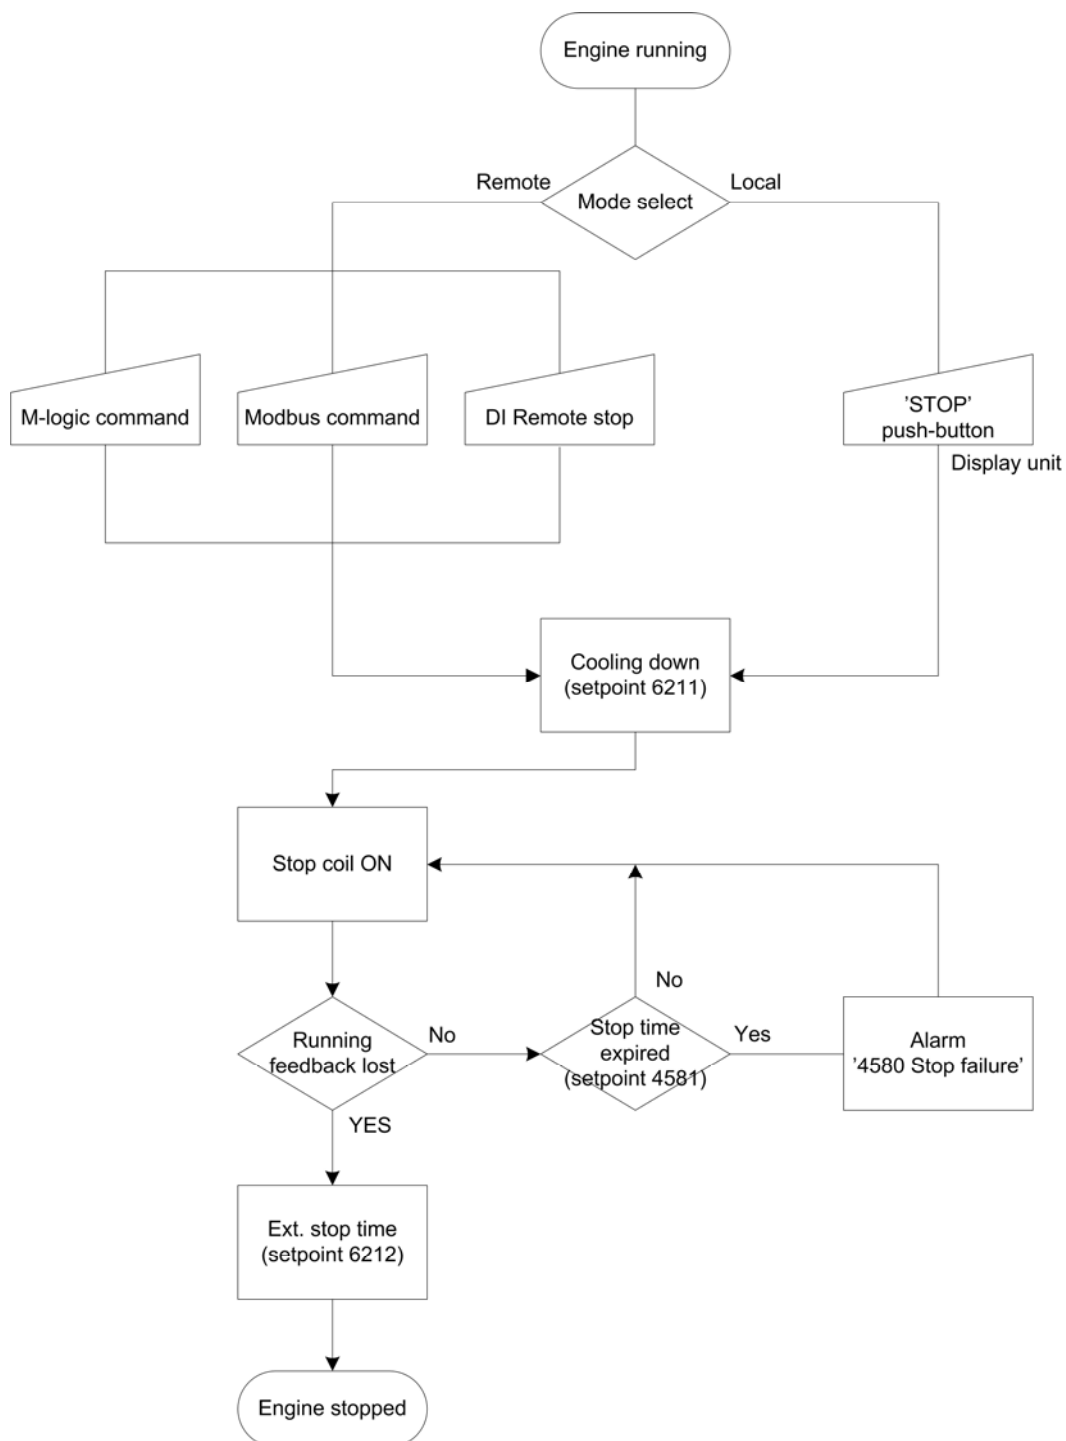 Engine running
Remote
Local
Mode select
M-logic command
Modbus command
DI Remote stop
’STOP’
push-button
Display unit
Cooling down
(setpoint 6211)
Stop coil ON
No
Running
feedback lost
No
Stop time
expired
(setpoint 4581)
Yes
Alarm
’4580 Stop failure’
YES
Ext. stop time
(setpoint 6212)
Engine stopped